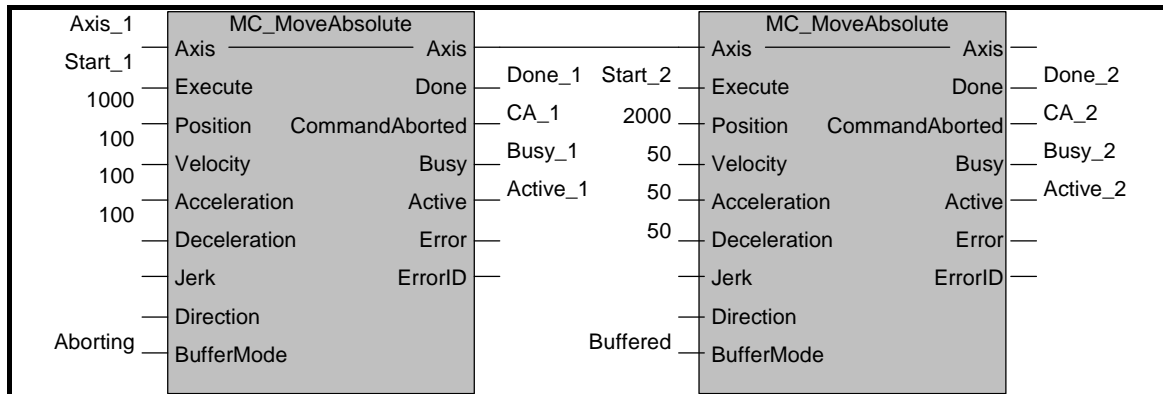 Axis_1 MC_MoveAbsolute MC_MoveAbsolute
Axis Axis Axis Axis
Start_1 Done_1 Start_2 Done_2
Execute Done Execute Done
1000 CA_1 2000 CA_2
Position CommandAborted Position CommandAborted
100 Busy_1 50 Busy_2
Velocity Busy Velocity Busy
100 Active_1 50 Active_2
Acceleration Active Acceleration Active
100 50
Deceleration Error Deceleration Error
Jerk ErrorID Jerk ErrorID
Direction Direction
Aborting Buffered
BufferMode BufferMode